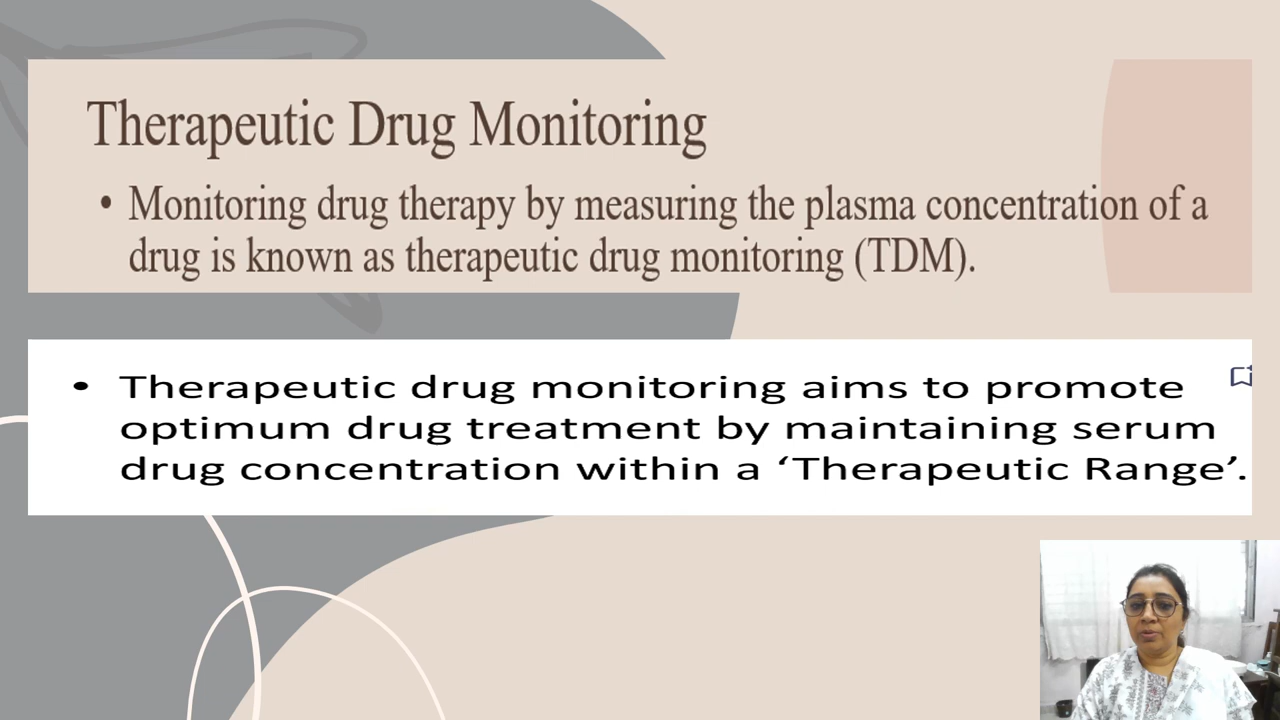 Therapeutic Drug Monitoring
• Monitoring drug therapy by measuring the plasma concentration of a
drug is known as therapeutic drug monitoring (TDM).
• Therapeutic drug monitoring aims to promote
optimum drug treatment by maintaining serum
drug concentration within a ‘Therapeutic Range’.